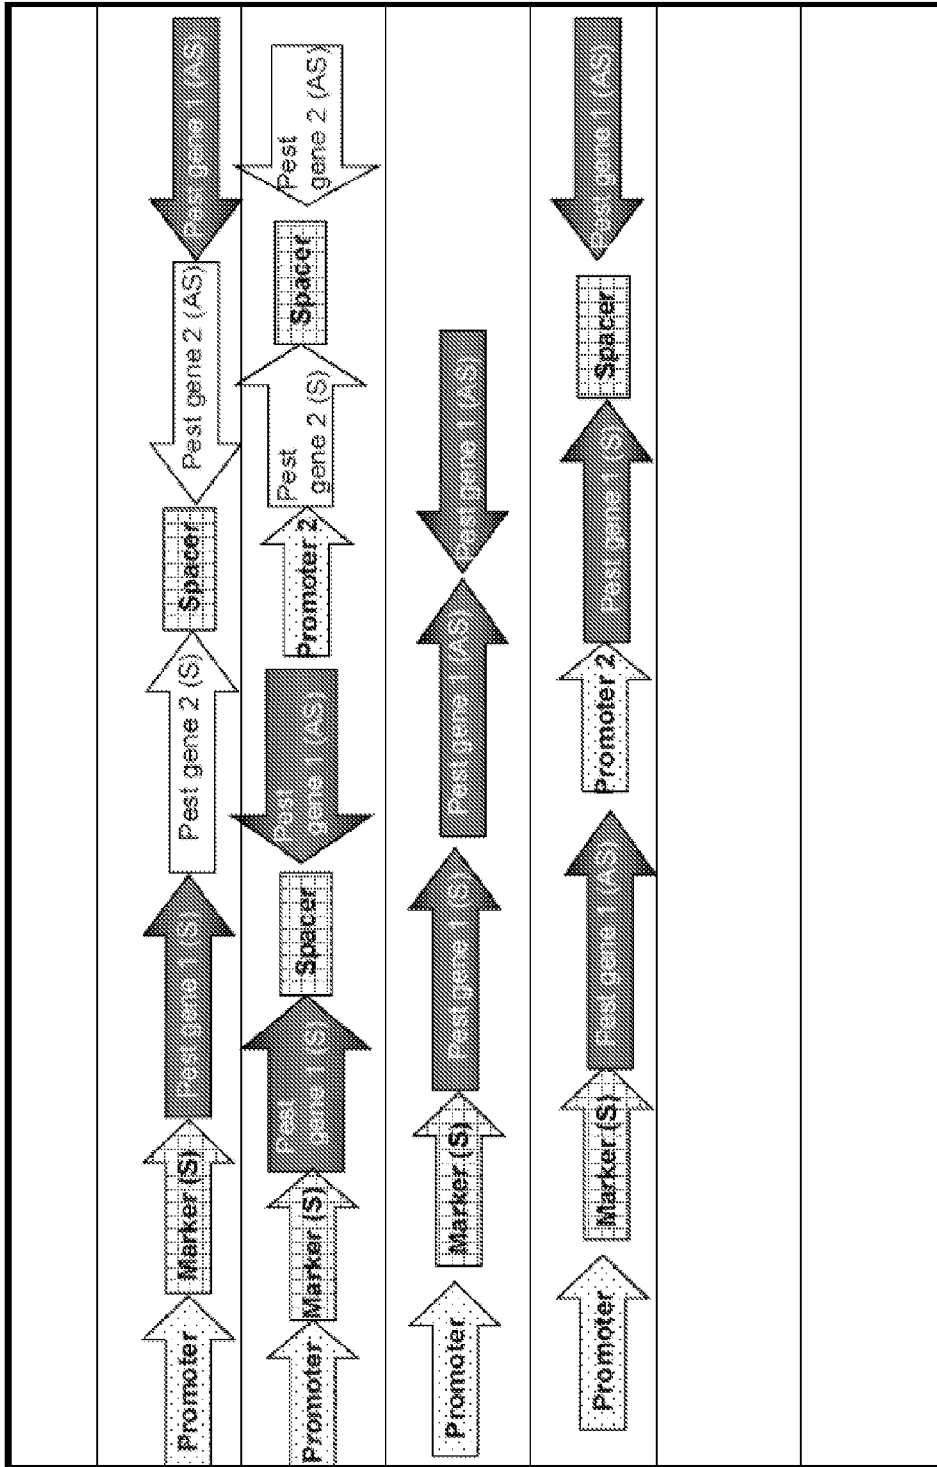 Promoter
Marker (S)
Pest gene 1 (S)
Pest gene 2 (S)
Spacer
Pest gene 2 (AS)
Pest gene 1 (AS)
Promoter
Marker (S)
Pest
gene 1 (S)
Spacer
Pest
gene 1 (AS)
Promoter 2
Pest
gene 2 (S)
Spacer
Pest
gene 2 (AS)
Promoter
Marker (S)
Pest gene 1 (S)
Pest gene 1 (AS)
Pest gene 1 (AS)
Promoter
Marker (S)
Pest gene 1 (AS)
Promoter 2
Pest gene 1 (S)
Spacer
Pest gene 1 (AS)